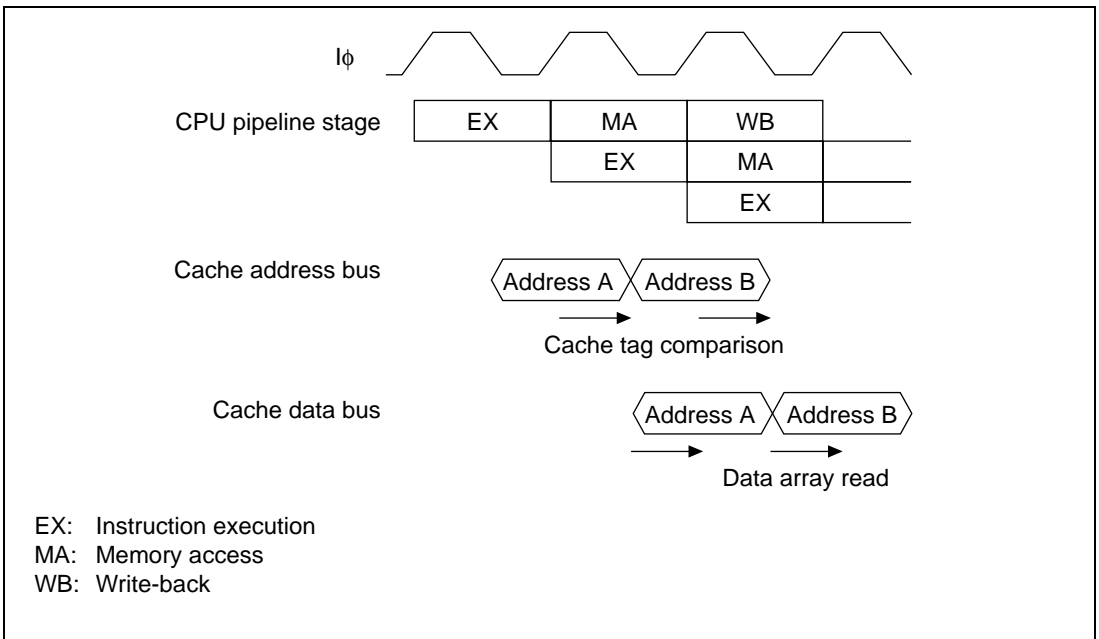 Iϕ
CPU pipeline stage EX MA WB
EX MA
EX
Cache address bus Address A Address B
Cache tag comparison
Cache data bus Address A Address B
Data array read
EX: Instruction execution
MA: Memory access
WB: Write-back